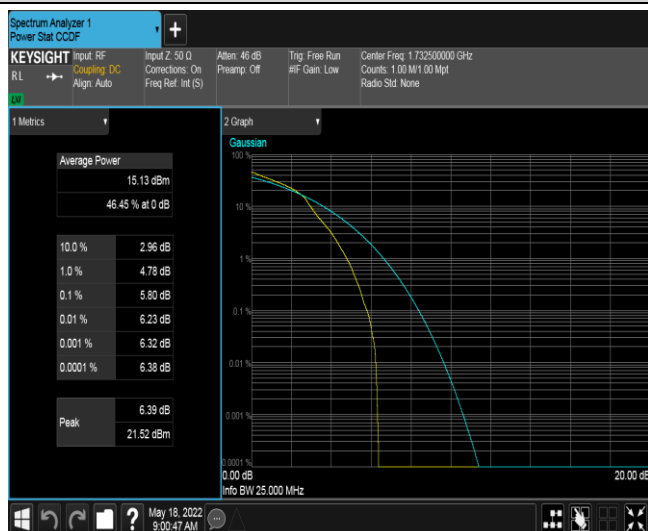 Spectrum Analyzer 1
Power Stat CCDF
+
KEYSIGHT
RL
LXI
Input: RF
Coupling: DC
Align: Auto
Input Z: 50 Ω
Corrections: On
Freq Ref: Int (S)
Atten: 46 dB
Preamp: Off
Trig: Free Run
#IF Gain: Low
Center Freq: 1.732500000 GHz
Counts: 1.00 M/1.00 Mpt
Radio Std: None
1 Metrics
Average Power
15.13 dBm
46.45 % at 0 dB
10.0 % 2.96 dB
1.0 % 4.78 dB
0.1 % 5.80 dB
0.01 % 6.23 dB
0.001 % 6.32 dB
0.0001 % 6.38 dB
Peak
6.39 dB
21.52 dBm
2 Graph
Gaussian
100 %
10 %
1 %
0.1 %
0.01 %
0.001 %
0.0001 %
0.00 dB 20.00 dB
Info BW 25.000 MHz
?
May 18, 2022
9:00:47 AM